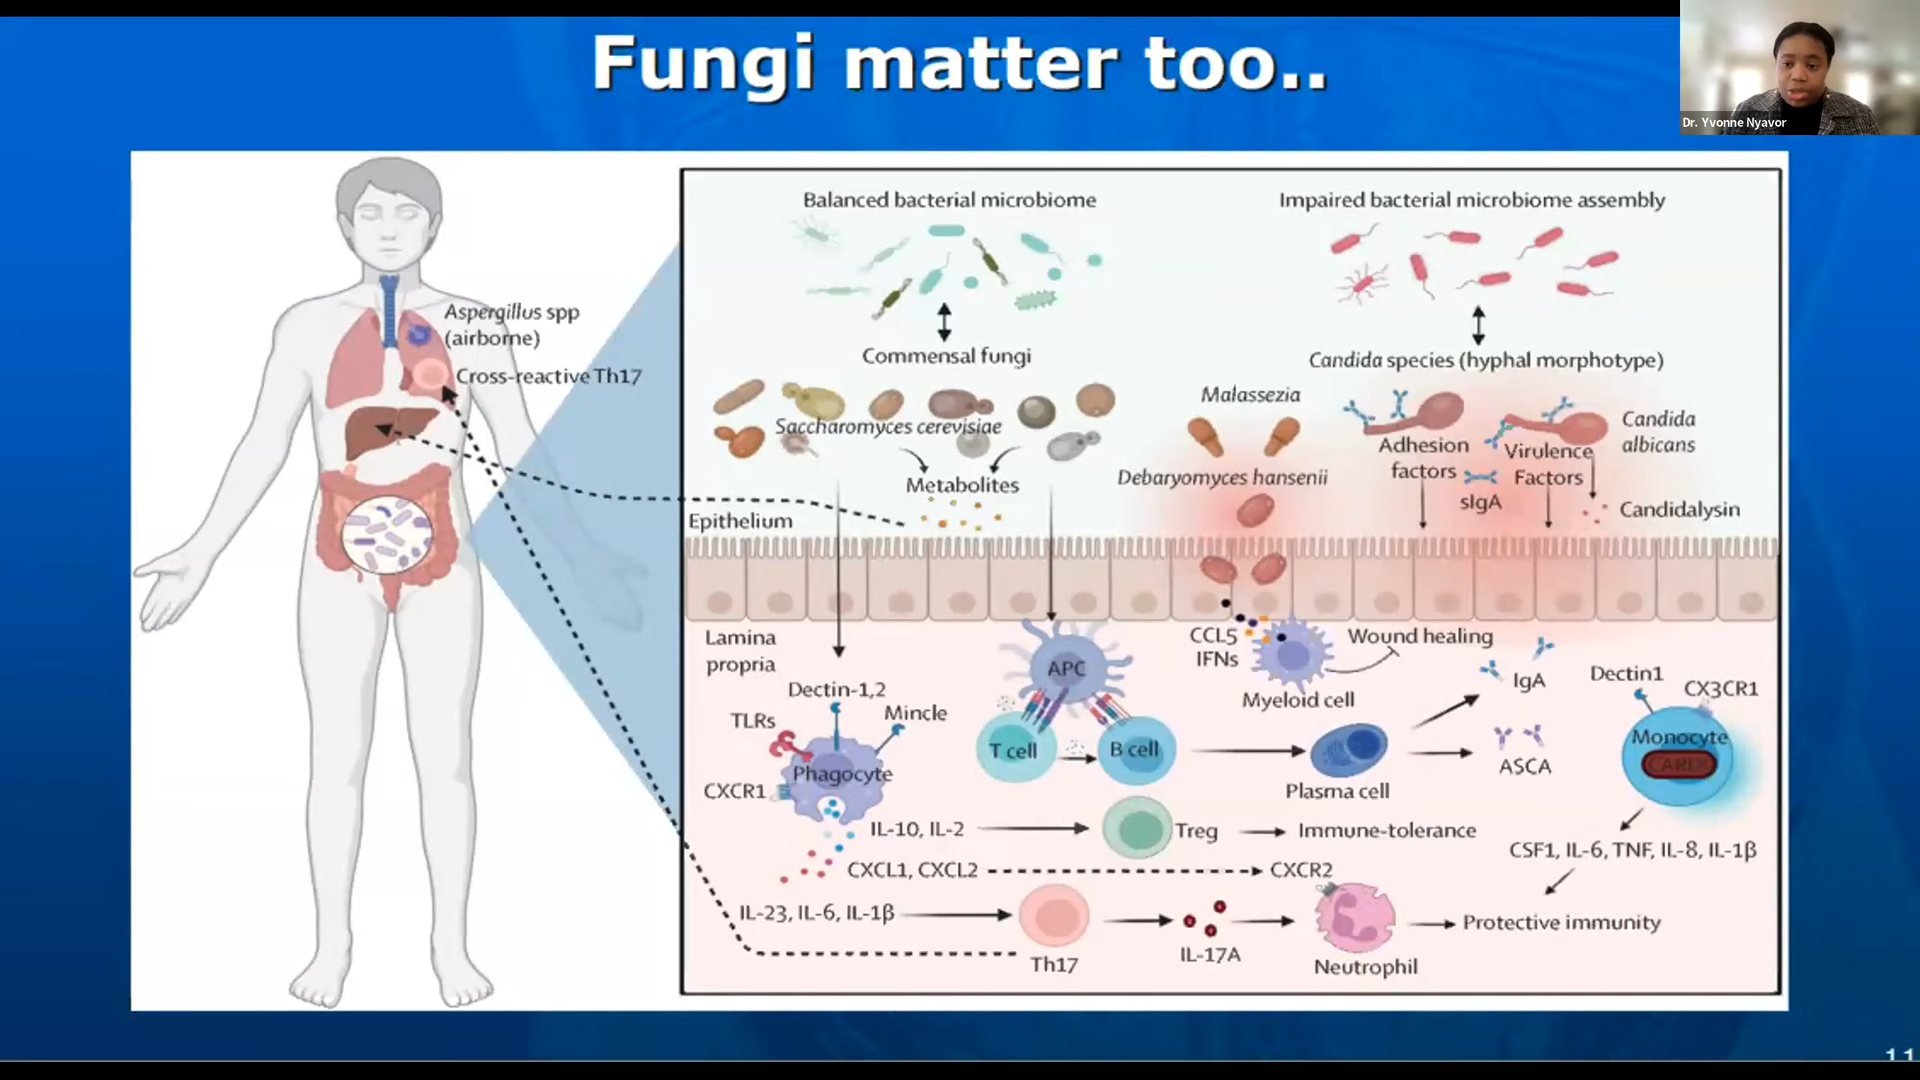 Fungi matter too..
Dr. Yvonne Nyavor
Aspergillus spp
(airborne)
Cross-reactive Th17
Balanced bacterial microbiome
Commensal fungi
Saccharomyces cerevisiae
Metabolites
Epithelium
Impaired bacterial microbiome assembly
Candida species (hyphal morphotype)
Malassezia
Debaryomyces hansenii
Adhesion
factors
sIgA
Virulence
Factors
Candida
albicans
Candidalysin
Lamina
propria
Dectin-1,2
TLRs
Mincle
Phagocyte
CXCR1
APC
T cell
B cell
CCL5
IFNs
Myeloid cell
Wound healing
Plasma cell
IgA
ASCA
Dectin1
CX3CR1
Monocyte
CARD9
IL-10, IL-2
Treg
Immune-tolerance
CSF1, IL-6, TNF, IL-8, IL-1β
CXCL1, CXCL2
CXCR2
IL-23, IL-6, IL-1β
Th17
IL-17A
Neutrophil
Protective immunity
11